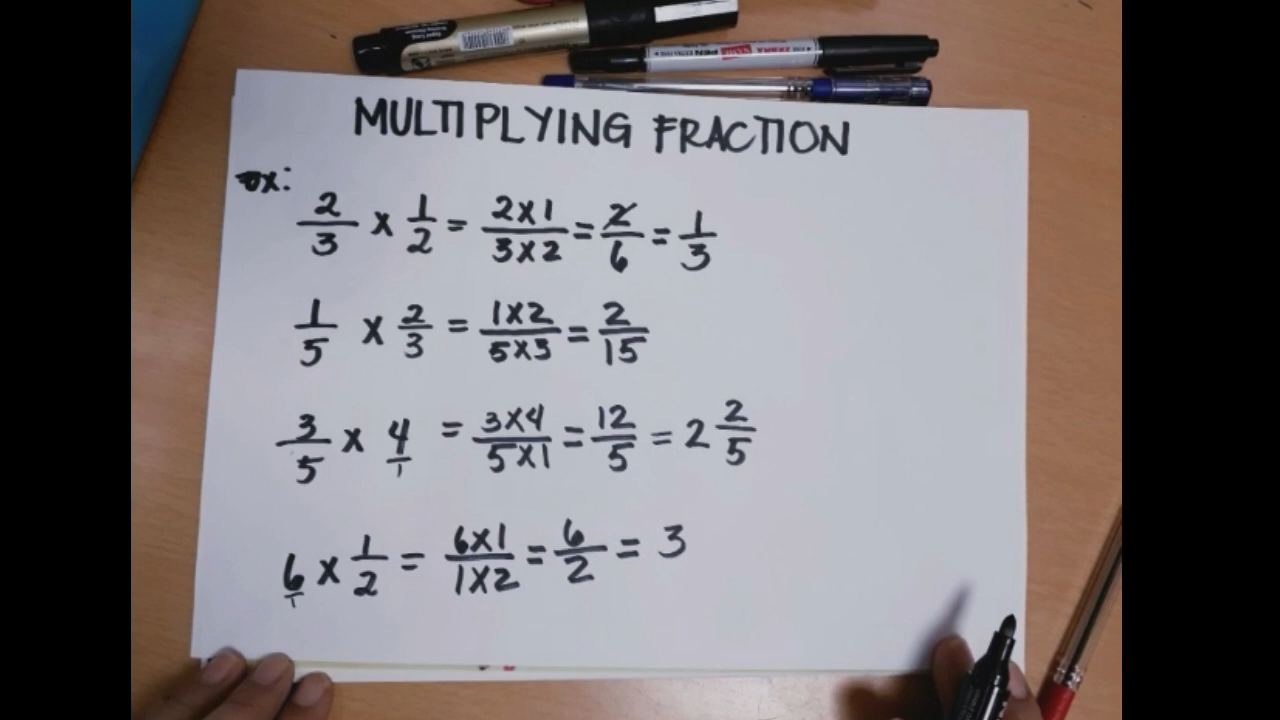 PEN ZEBRA
MULTIPLYING FRACTION
ex:
2/3 x 1/2 = 2x1/3x2 = 2/6 = 1/3
1/5 x 2/3 = 1x2/5x3 = 2/15
3/5 x 4/1 = 3x4/5x1 = 12/5 = 2 2/5
6/1 x 1/2 = 6x1/1x2 = 6/2 = 3